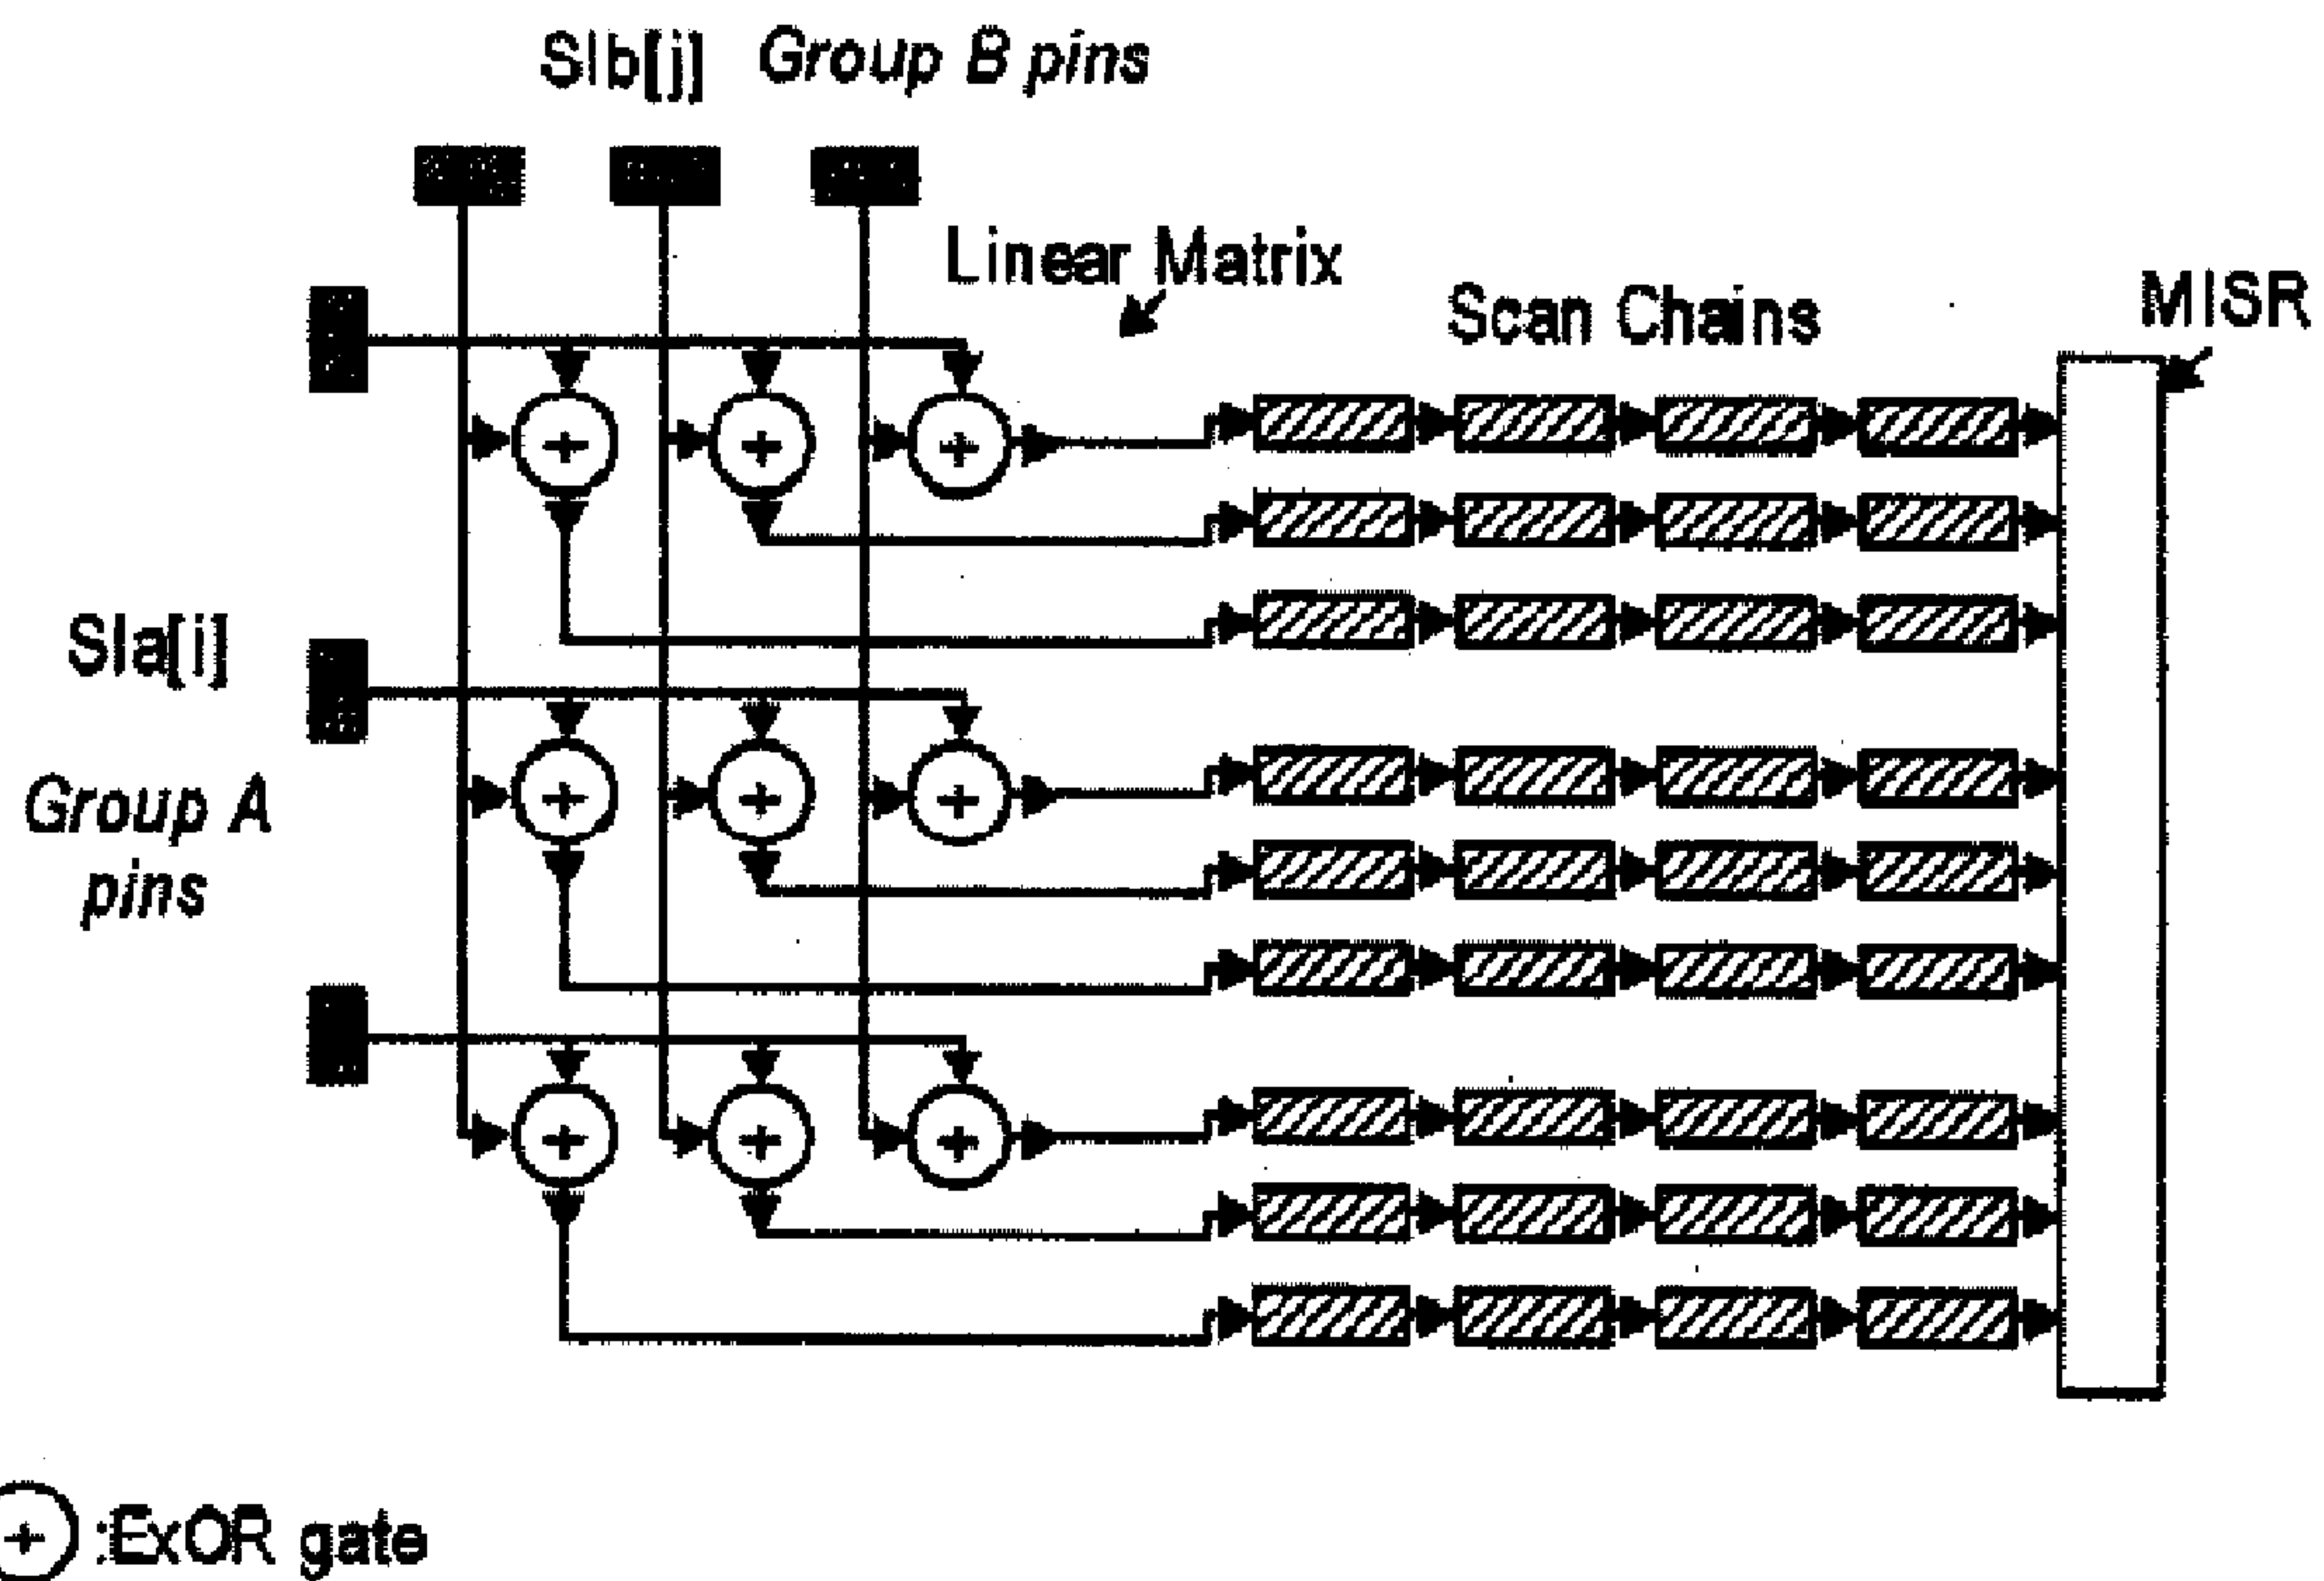 SIb[j] Group B pins
Linear Matrix
Scan Chains
MISR
SIa[i]
Group A
pins
+ + +
+ + +
+ + +
+ :ExOR gate